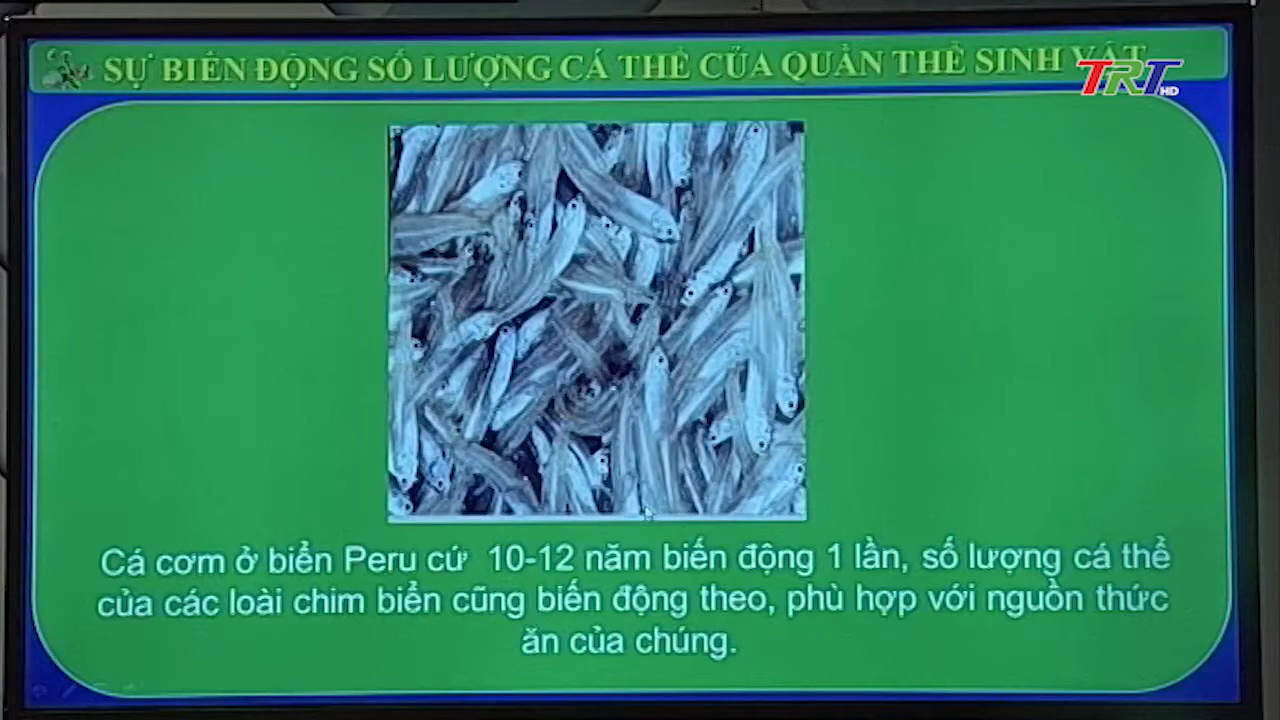 SỰ BIẾN ĐỘNG SỐ LƯỢNG CÁ THỂ CỦA QUẦN THỂ SINH VẬT
TRT HD
Cá cơm ở biển Peru cứ 10-12 năm biến động 1 lần, số lượng cá thể
của các loài chim biển cũng biến động theo, phù hợp với nguồn thức
ăn của chúng.